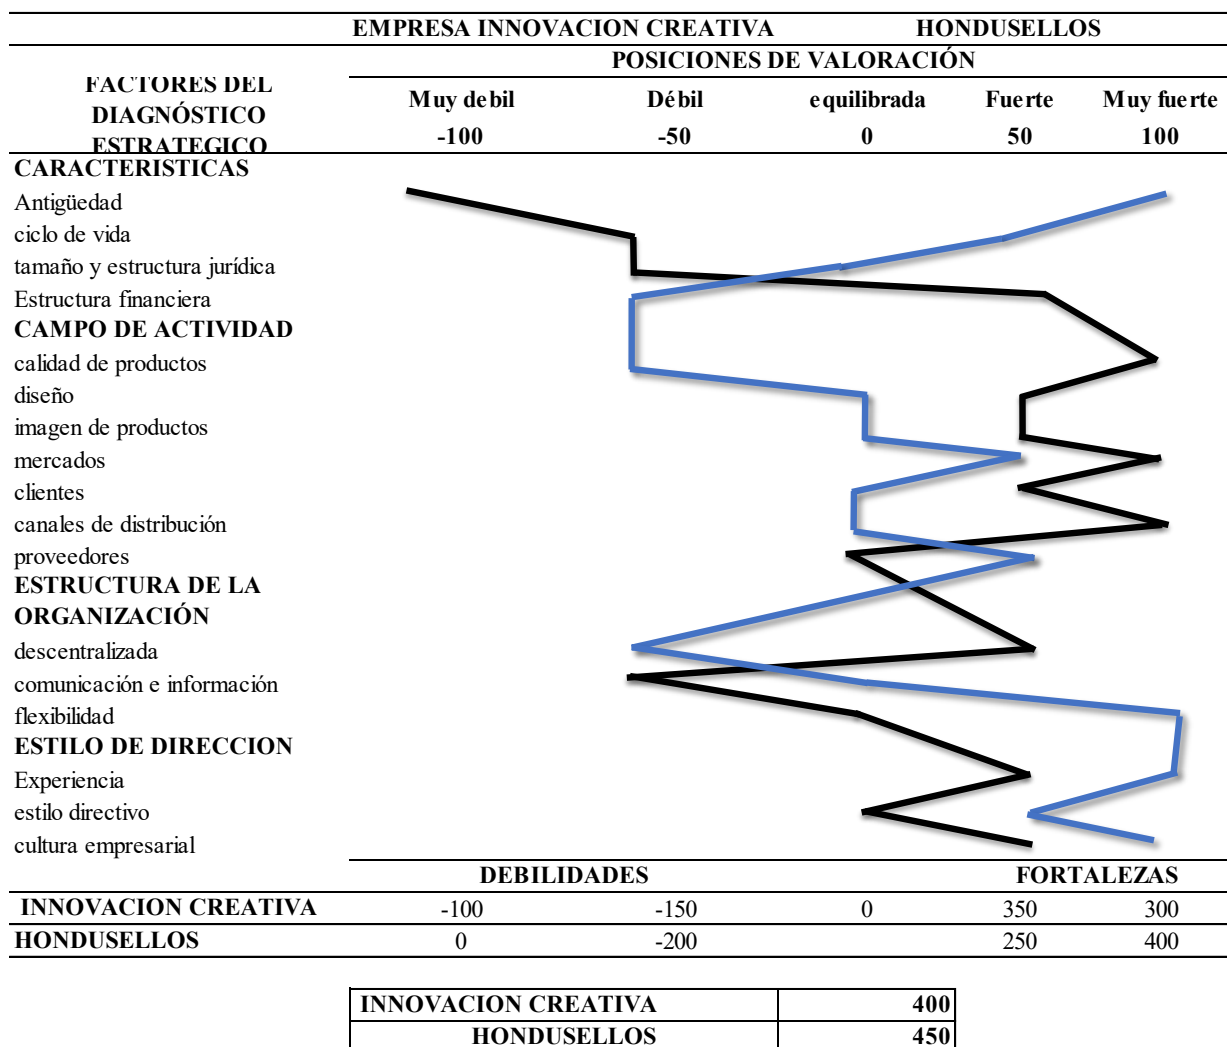 EMPRESA INNOVACION CREATIVA HONDUSELLOS
POSICIONES DE VALORACIÓN
FACTORES DEL
DIAGNÓSTICO
ESTRATEGICO
Muy debil Débil equilibrada Fuerte Muy fuerte
-100 -50 0 50 100
CARACTERISTICAS
Antigüedad
ciclo de vida
tamaño y estructura jurídica
Estructura financiera
CAMPO DE ACTIVIDAD
calidad de productos
diseño
imagen de productos
mercados
clientes
canales de distribución
proveedores
ESTRUCTURA DE LA
ORGANIZACIÓN
descentralizada
comunicación e información
flexibilidad
ESTILO DE DIRECCION
Experiencia
estilo directivo
cultura empresarial
DEBILIDADES FORTALEZAS
INNOVACION CREATIVA -100 -150 0 350 300
HONDUSELLOS 0 -200 250 400
INNOVACION CREATIVA 400
HONDUSELLOS 450